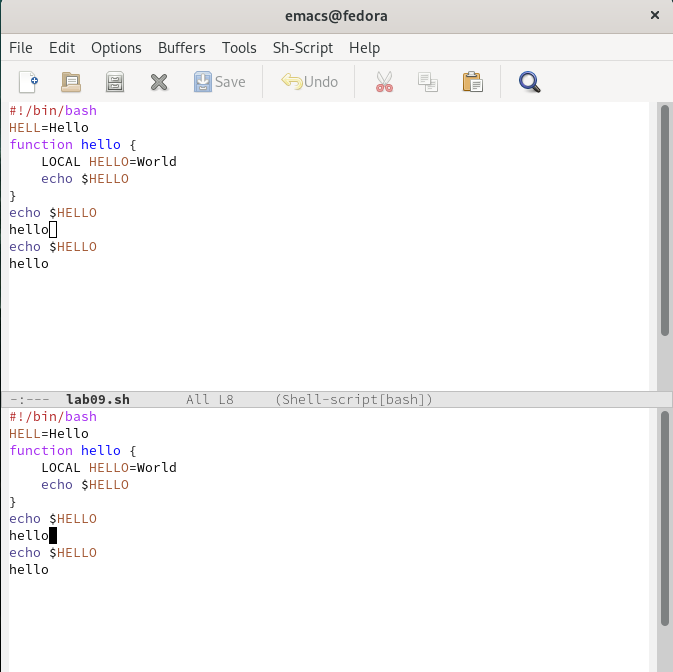 emacs@fedora ×
File Edit Options Buffers Tools Sh-Script Help
Save Undo
#!/bin/bash
HELL=Hello
function hello {
    LOCAL HELLO=World
    echo $HELLO
}
echo $HELLO
hello
echo $HELLO
hello
-:--- lab09.sh All L8 (Shell-script[bash])
#!/bin/bash
HELL=Hello
function hello {
    LOCAL HELLO=World
    echo $HELLO
}
echo $HELLO
hello
echo $HELLO
hello